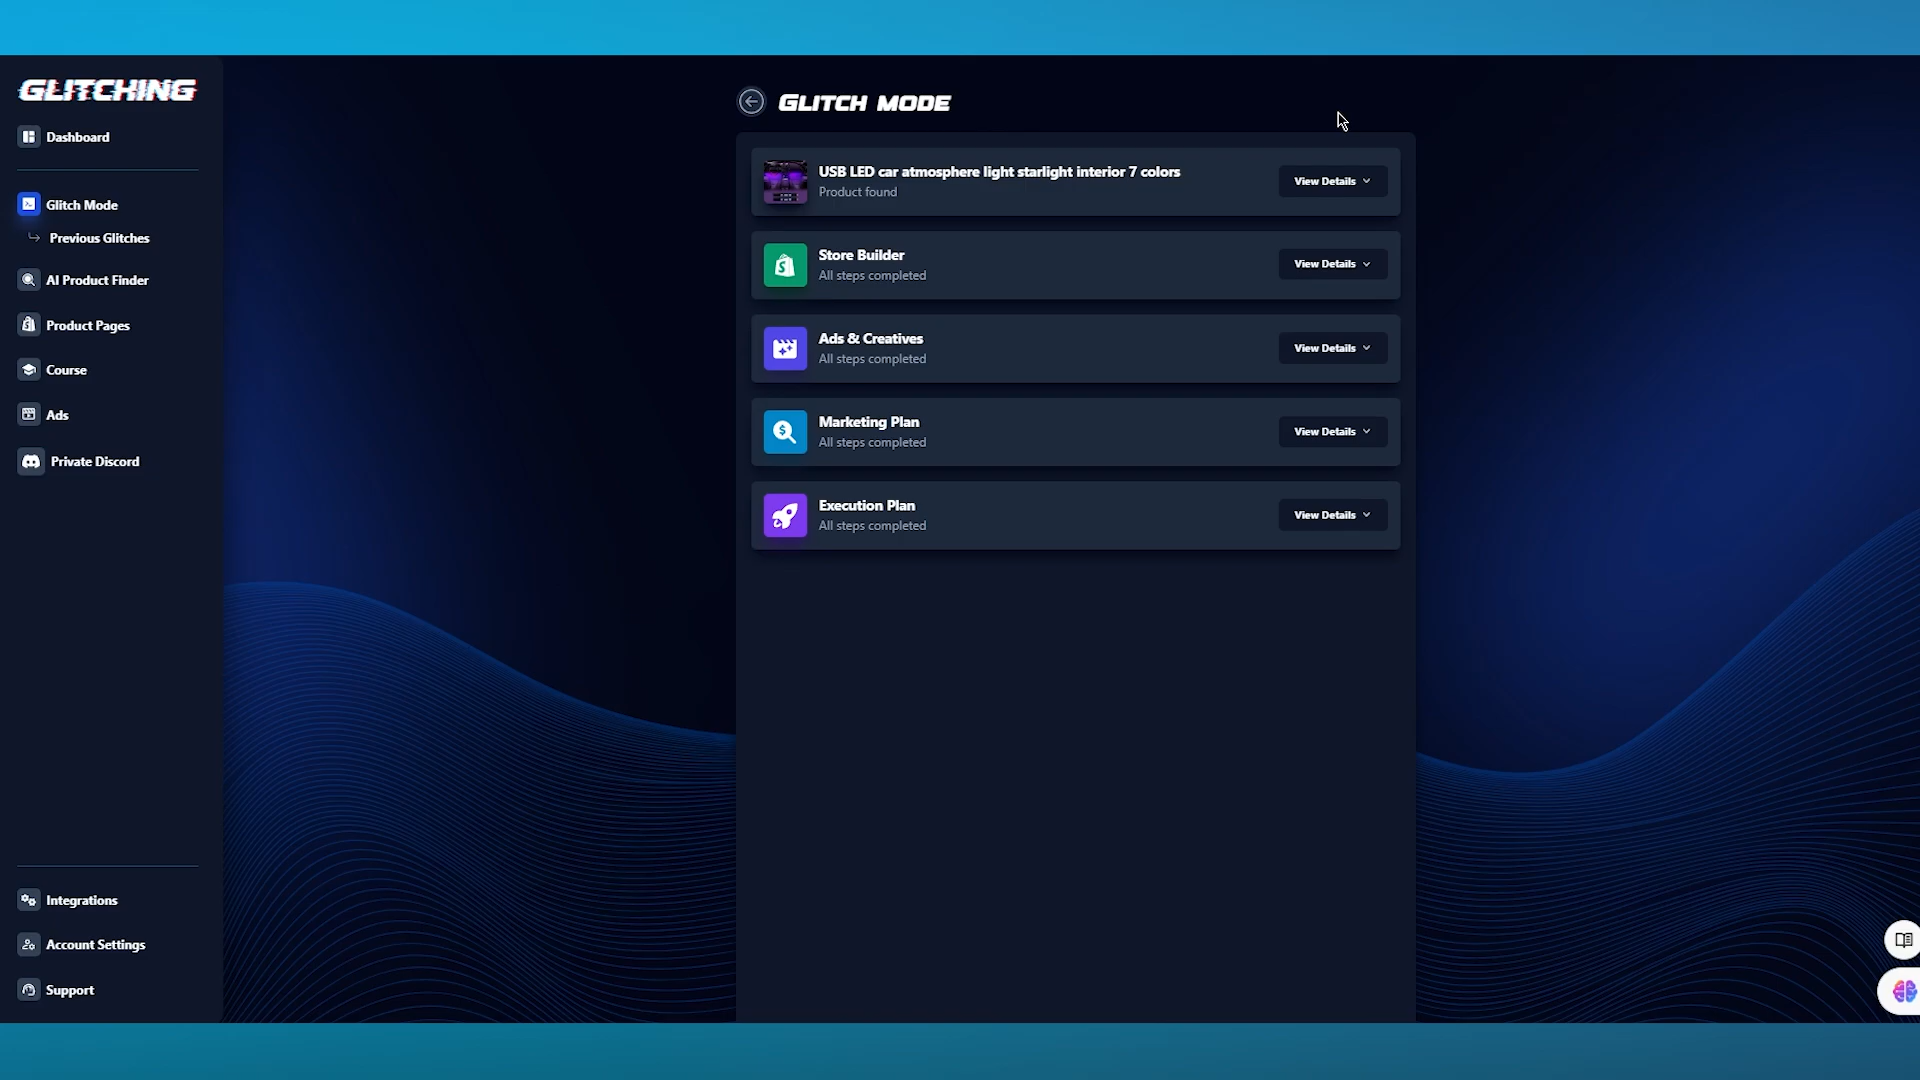 GLITCHING
Dashboard
Glitch Mode
Previous Glitches
AI Product Finder
Product Pages
Course
Ads
Private Discord
Integrations
Account Settings
Support
GLITCH MODE
USB LED car atmosphere light starlight interior 7 colors
Product found
View Details
Store Builder
All steps completed
View Details
Ads & Creatives
All steps completed
View Details
Marketing Plan
All steps completed
View Details
Execution Plan
All steps completed
View Details